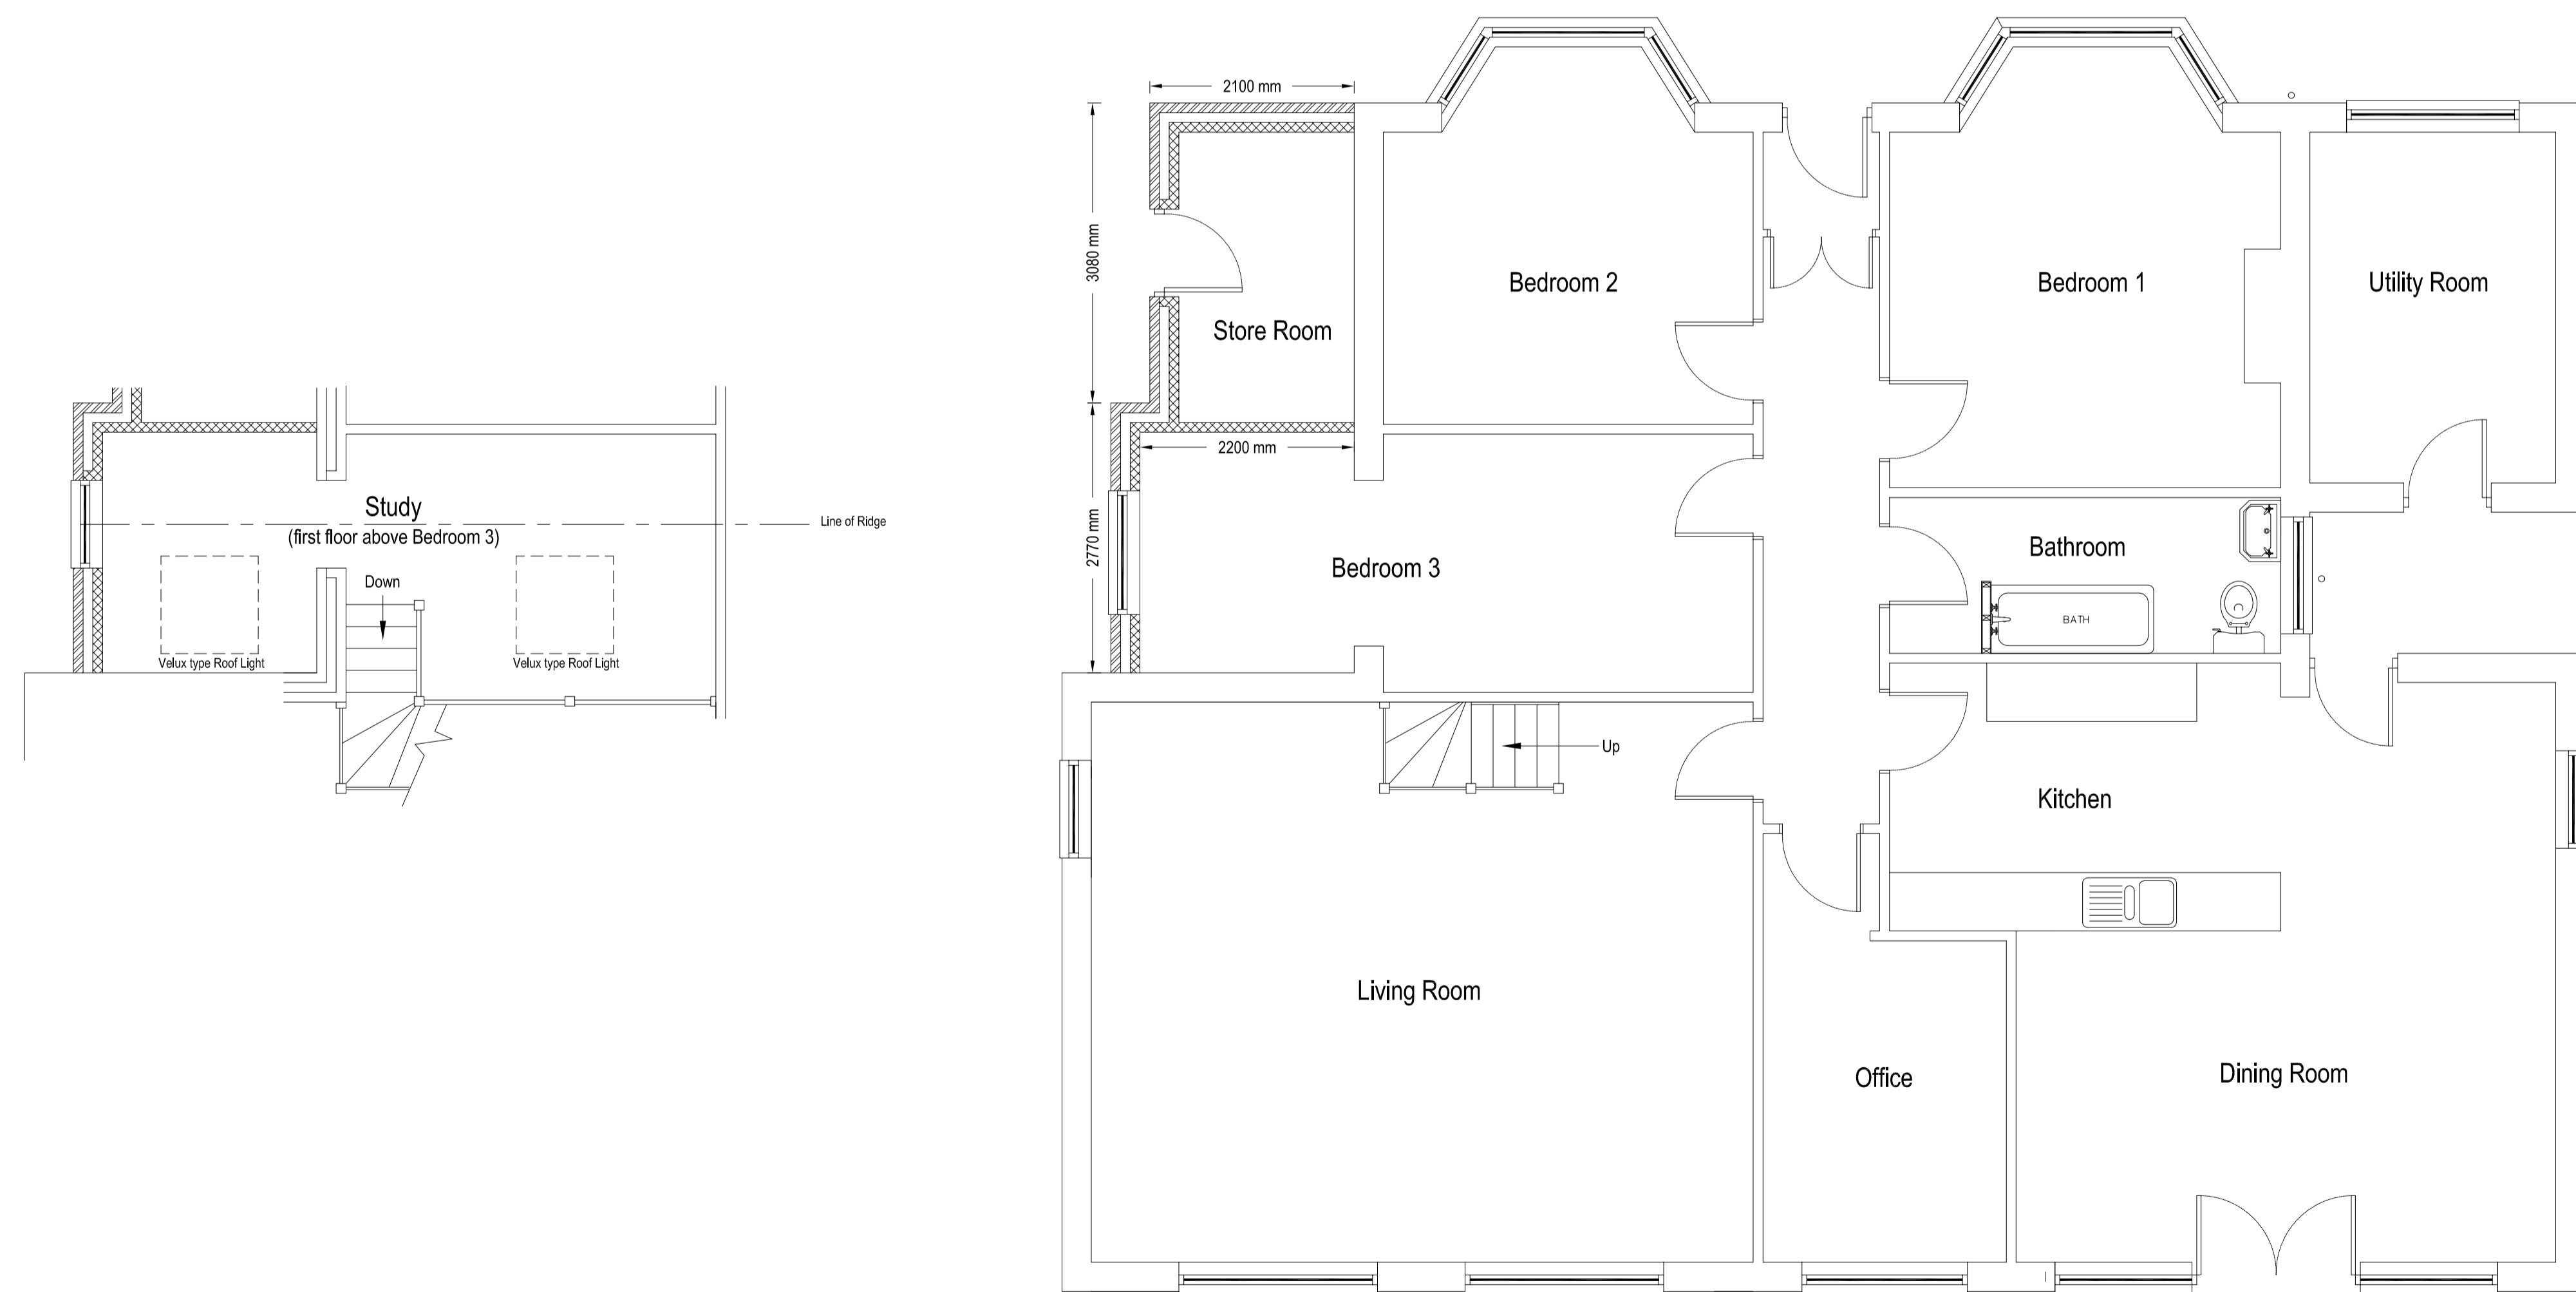 2100 mm
3080 mm
Bedroom 2
Bedroom 1
Utility Room
Store Room
2200 mm
Study
(first floor above Bedroom 3)
Line of Ridge
Down
Velux type Roof Light
Velux type Roof Light
2770 mm
Bedroom 3
Bathroom
BATH
Up
Kitchen
Living Room
Office
Dining Room